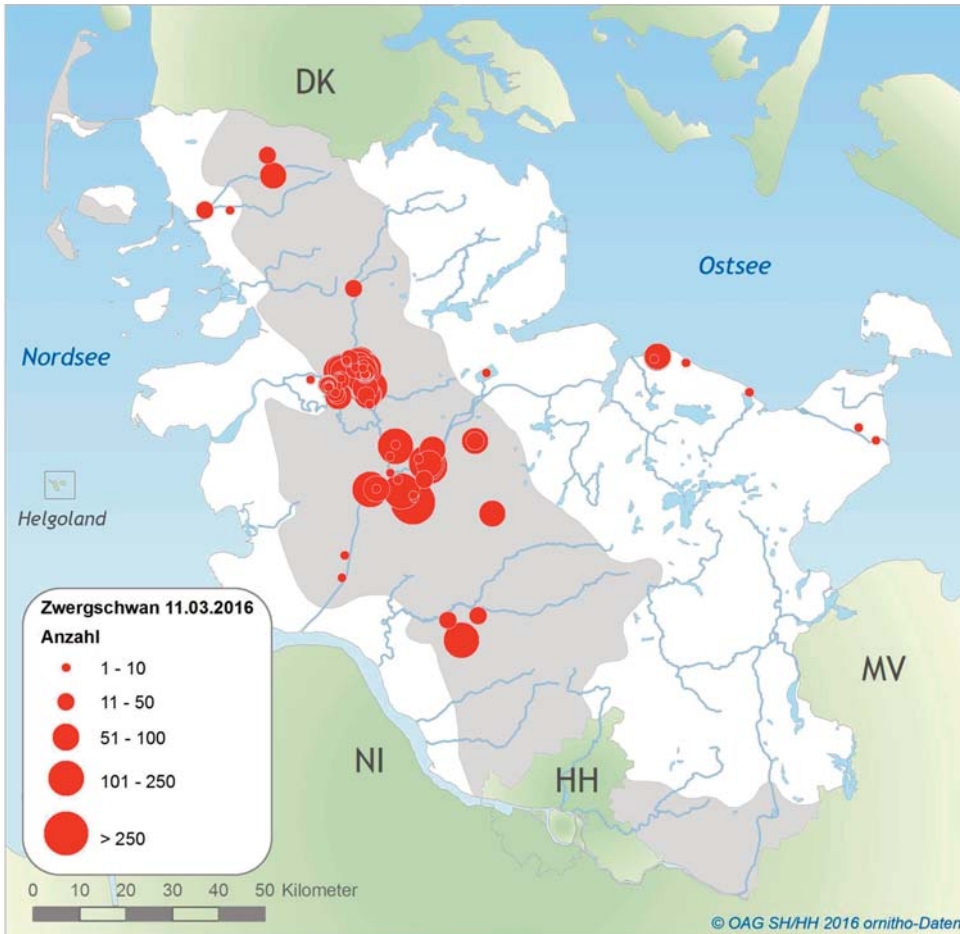 DK
Ostsee
Nordsee
Helgoland
Zwergschwan 11.03.2016
Anzahl
1 - 10
11 - 50
51 - 100
101 - 250
> 250
MV
NI
HH
0 10 20 30 40 50 Kilometer
© OAG SH/HH 2016 ornitho-Daten